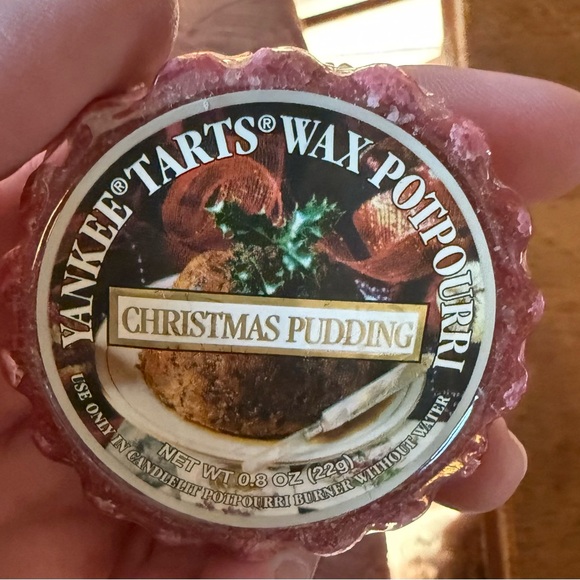 YANKEE® TARTS® WAX POTPOURRI
CHRISTMAS PUDDING
NET WT 0.8 OZ (22g)
USE ONLY IN CANDLELIT POTPOURRI BURNER WITHOUT WATER